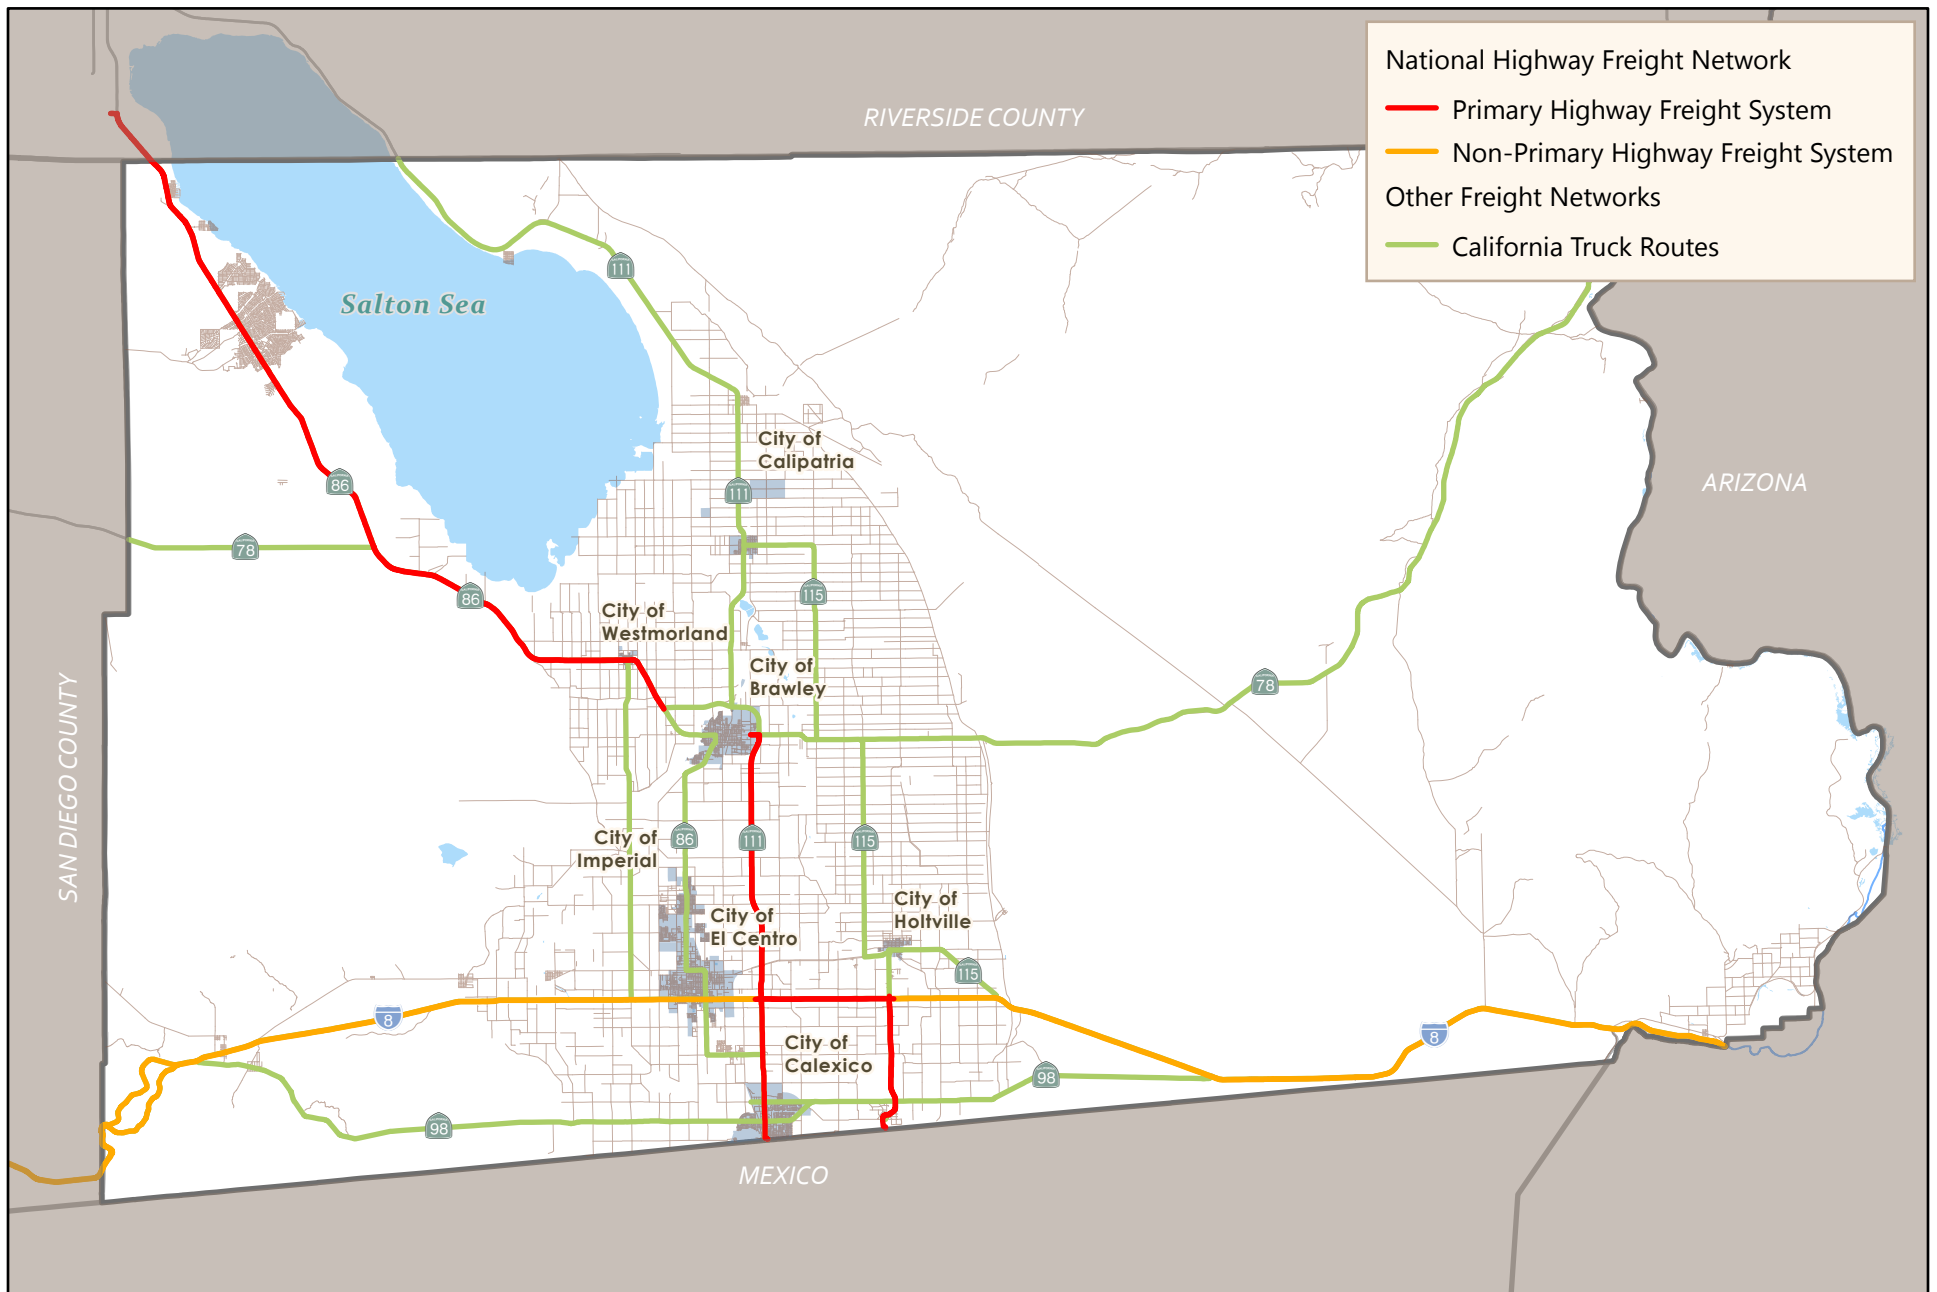 National Highway Freight Network
Primary Highway Freight System
Non-Primary Highway Freight System
Other Freight Networks
California Truck Routes
RIVERSIDE COUNTY
111
Salton Sea
City of
Calipatria
86
111
ARIZONA
78
86
115
City of
Westmorland
City of
Brawley
78
SAN DIEGO COUNTY
City of
Imperial
86
111
115
City of
Holtville
City of
El Centro
115
8
8
City of
Calexico
98
98
MEXICO